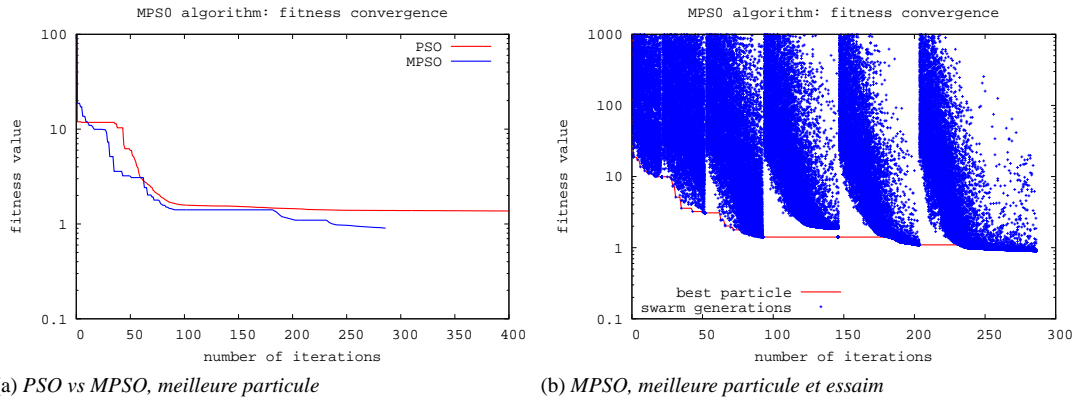 MPS0 algorithm: fitness convergence
100
10
1
0.1
fitness value
PSO
MPSO
0 50 100 150 200 250 300 350 400
number of iterations
(a) PSO vs MPSO, meilleure particule
MPS0 algorithm: fitness convergence
1000
100
10
1
0.1
fitness value
best particle
swarm generations
0 50 100 150 200 250 300
number of iterations
(b) MPSO, meilleure particule et essaim